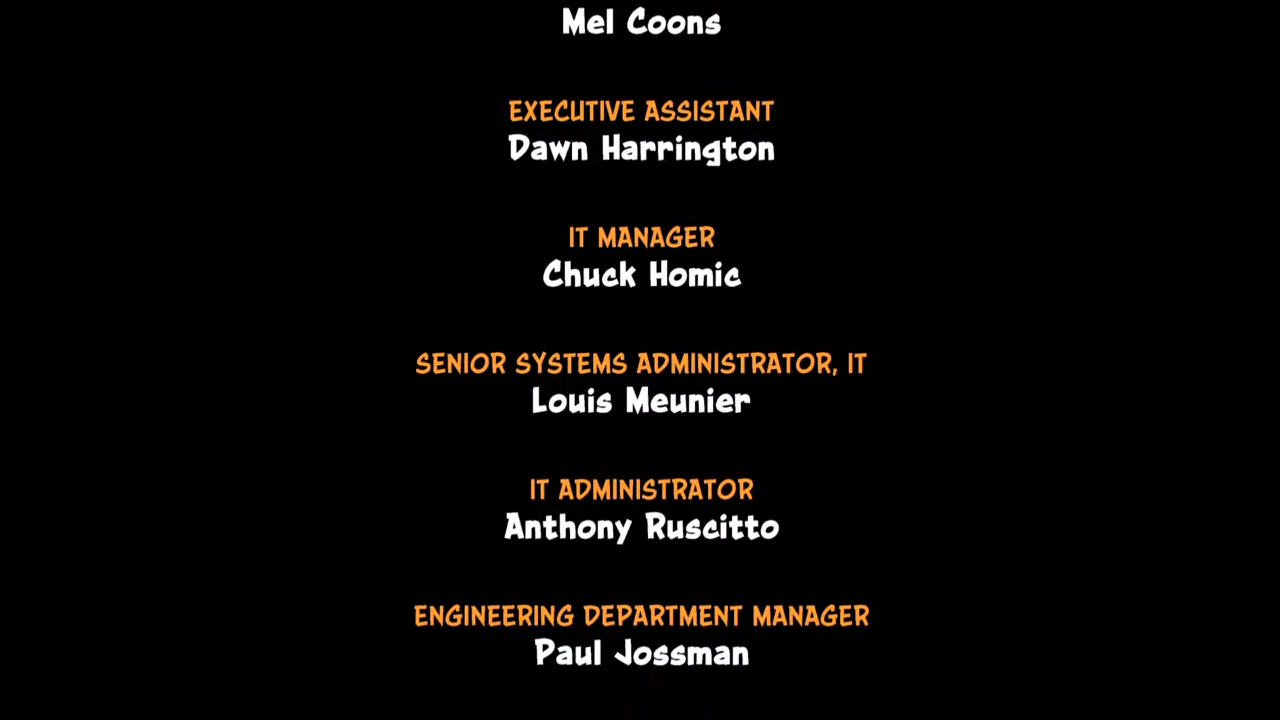 Mel Coons
EXECUTIVE ASSISTANT
Dawn Harrington
IT MANAGER
Chuck Homic
SENIOR SYSTEMS ADMINISTRATOR, IT
Louis Meunier
IT ADMINISTRATOR
Anthony Ruscitto
ENGINEERING DEPARTMENT MANAGER
Paul Jossman